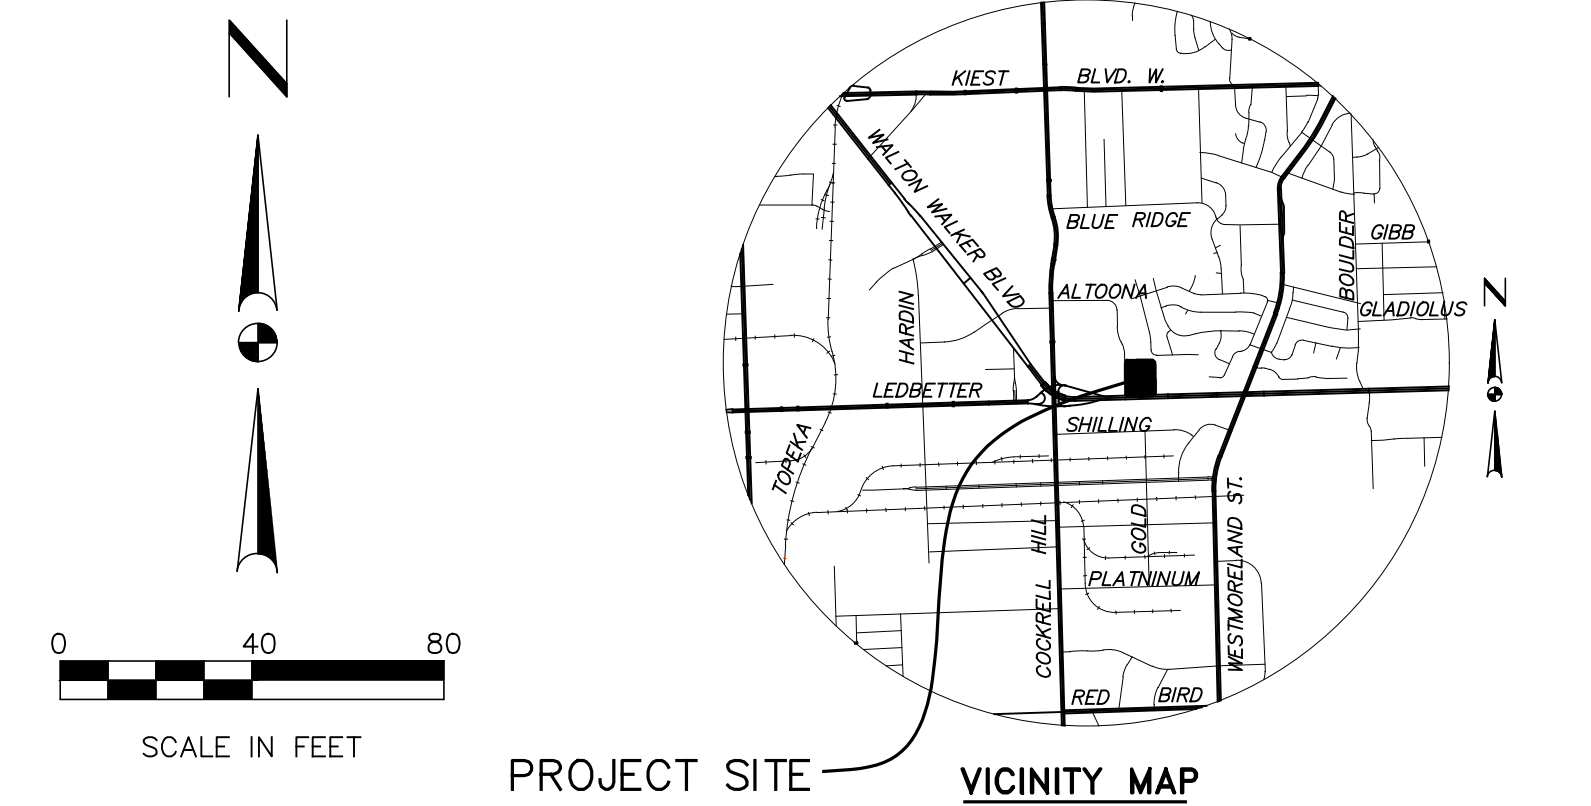 N
0 40 80
SCALE IN FEET
KIEST BLVD. W.
WALTON WALKER BLVD
BLUE RIDGE
BOULDER
GIBB
ALTOONA
GLADIOLUS
N
HARDIN
LEDBETTER
SHILLING
TOPEKA
COCKRELL HILL
GOLD
WESTMORELAND ST.
PLATNINUM
RED BIRD
PROJECT SITE
VICINITY MAP